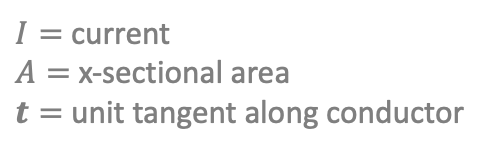 I = current
A = x-sectional area
t = unit tangent along conductor